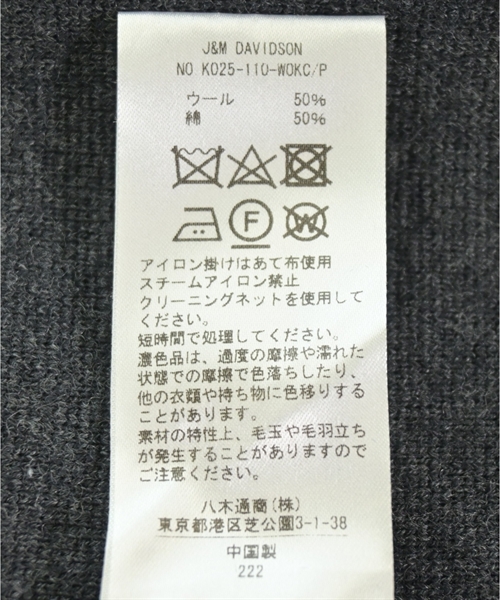 J&M DAVIDSON
NO K025-110-WOKC/P
ウール 50%
綿 50%
F
W
アイロン掛けはあて布使用
スチームアイロン禁止
クリーニングネットを使用して
ください。
短時間で処理してください。
濃色品は、過度の摩擦や濡れた
状態での摩擦で色落ちしたり、
他の衣類や持ち物に色移りする
ことがあります。
素材の特性上、毛玉や毛羽立ち
が発生することがありますので
ご注意ください。
八木通商(株)
東京都港区芝公園3-1-38
中国製
222